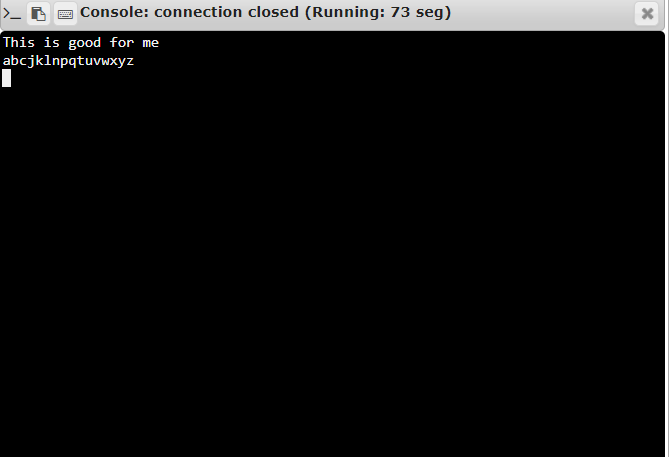 >_ Console: connection closed (Running: 73 seg)
This is good for me
abcjklnpqtuvwxyz